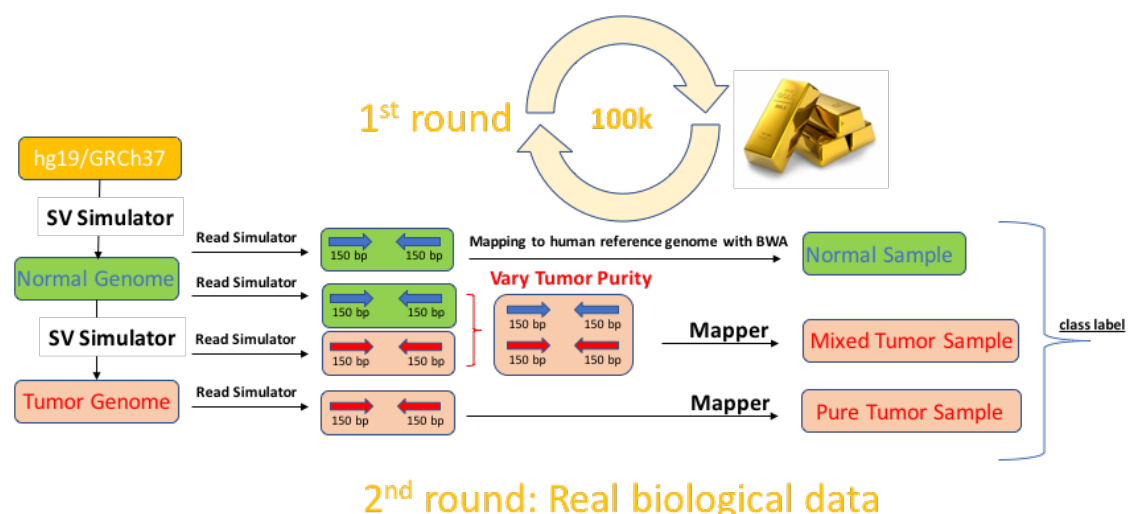 1st round
100k
hg19/GRCh37
SV Simulator
Read Simulator
150 bp
150 bp
Mapping to human reference genome with BWA
Normal Sample
Normal Genome
Read Simulator
150 bp
150 bp
Vary Tumor Purity
150 bp
150 bp
150 bp
150 bp
SV Simulator
Read Simulator
150 bp
150 bp
Mapper
Mixed Tumor Sample
class label
Tumor Genome
Read Simulator
150 bp
150 bp
Mapper
Pure Tumor Sample
2nd round: Real biological data